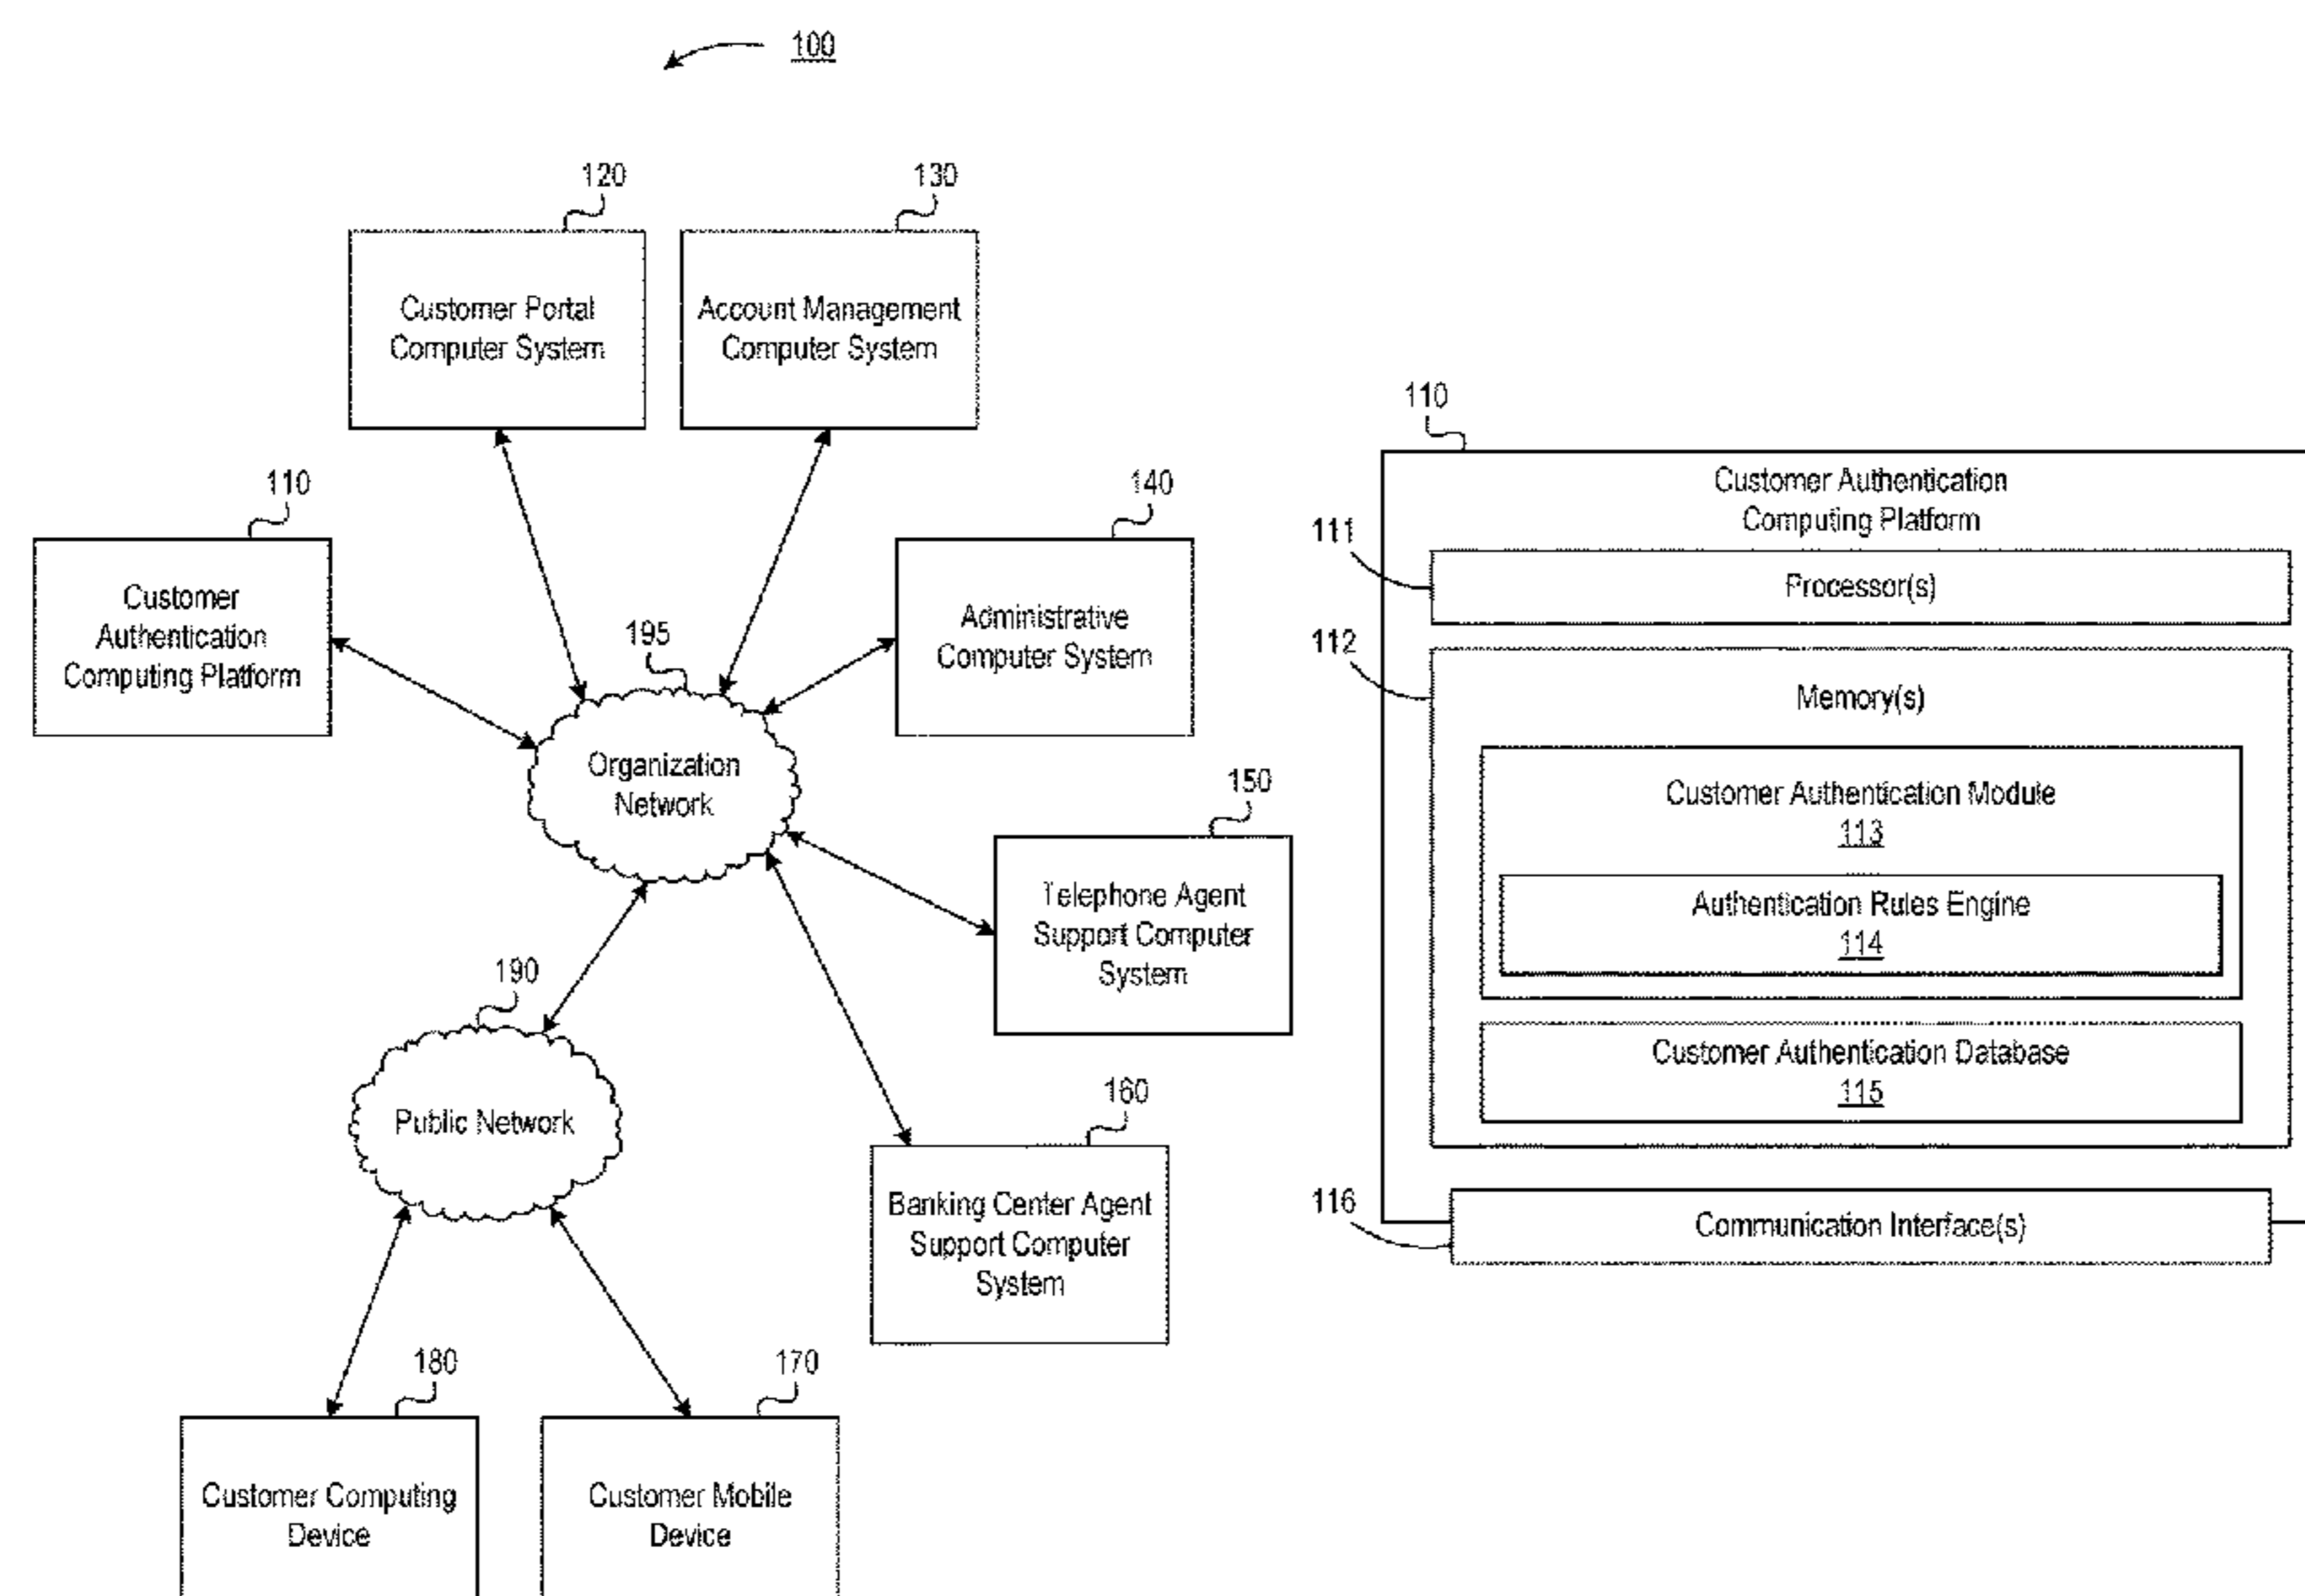 100
120
Customer Portal
Computer System
130
Account Management
Computer System
110
Customer
Authentication
Computing Platform
140
Administrative
Computer System
195
Organization
Network
150
Telephone Agent
Support Computer
System
190
Public Network
160
Banking Center Agent
Support Computer
System
180
Customer Computing
Device
170
Customer Mobile
Device
110
Customer Authentication
Computing Platform
111
Processor(s)
112
Memory(s)
Customer Authentication Module
113
Authentication Rules Engine
114
Customer Authentication Database
115
116
Communication Interface(s)